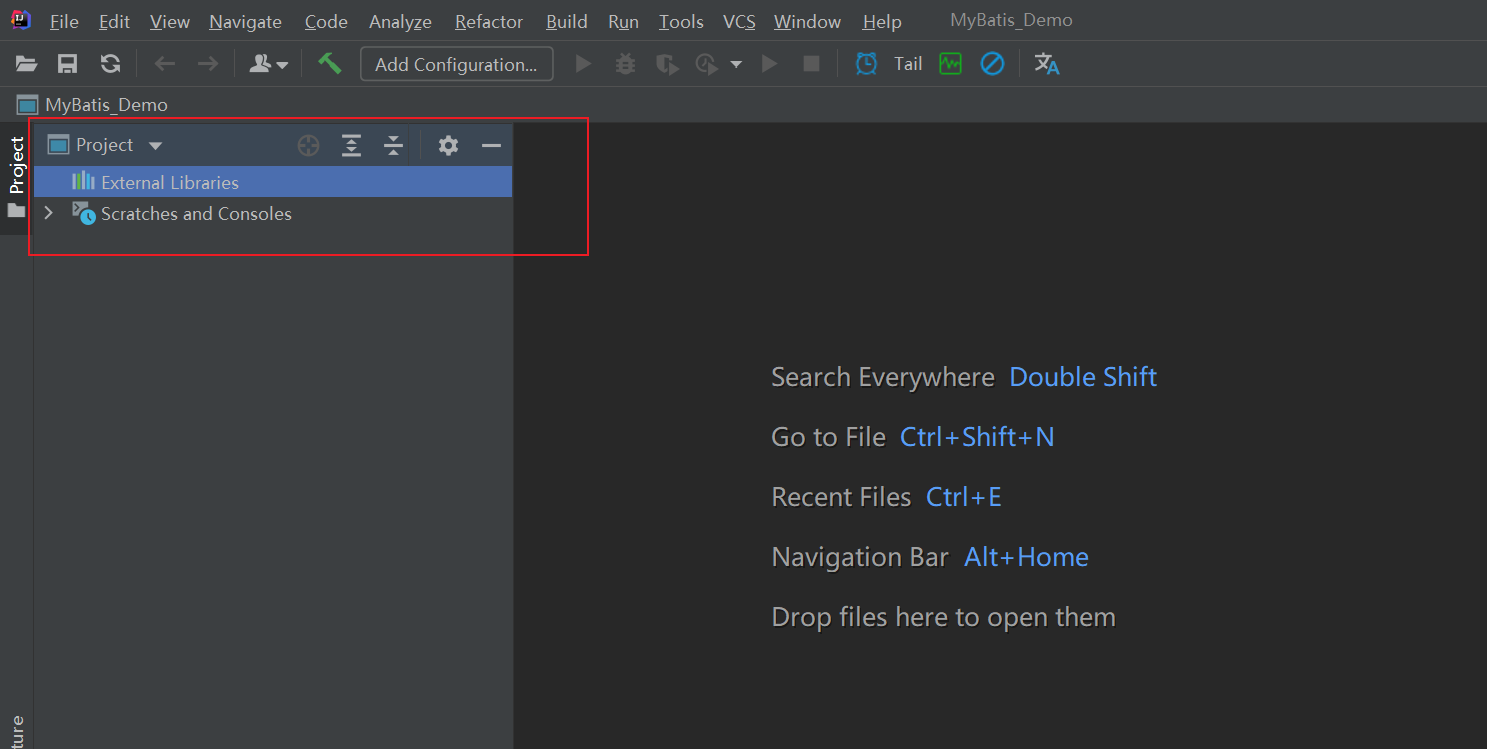 File Edit View Navigate Code Analyze Refactor Build Run Tools VCS Window Help MyBatis_Demo
Add Configuration... Tail
MyBatis_Demo
Project
Project
External Libraries
Scratches and Consoles
Search Everywhere Double Shift
Go to File Ctrl+Shift+N
Recent Files Ctrl+E
Navigation Bar Alt+Home
Drop files here to open them
ture